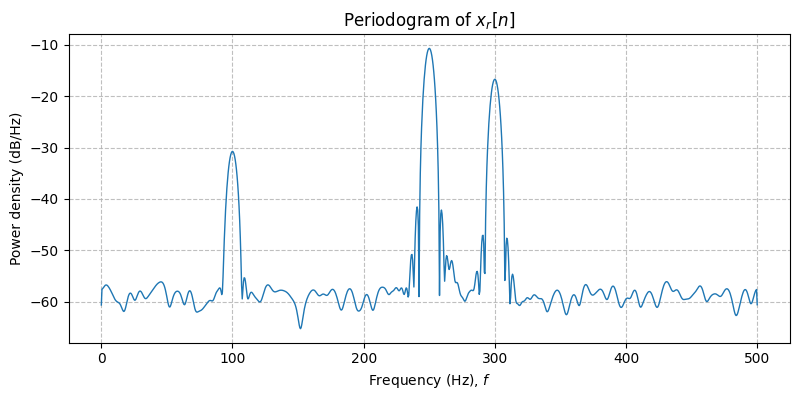 Periodogram of $x_r[n]$
Power density (dB/Hz)
−10
−20
−30
−40
−50
−60
0 100 200 300 400 500
Frequency (Hz), $f$